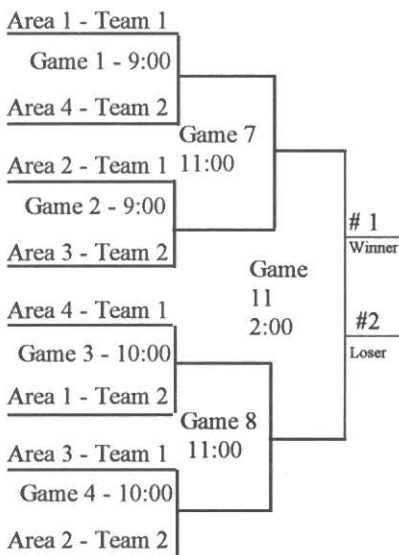 Area 1 - Team 1
Game 1 - 9:00
Area 4 - Team 2
Game 7
11:00
Area 2 - Team 1
Game 2 - 9:00
Area 3 - Team 2
# 1
Winner
Game
11
2:00
#2
Loser
Area 4 - Team 1
Game 3 - 10:00
Area 1 - Team 2
Game 8
11:00
Area 3 - Team 1
Game 4 - 10:00
Area 2 - Team 2